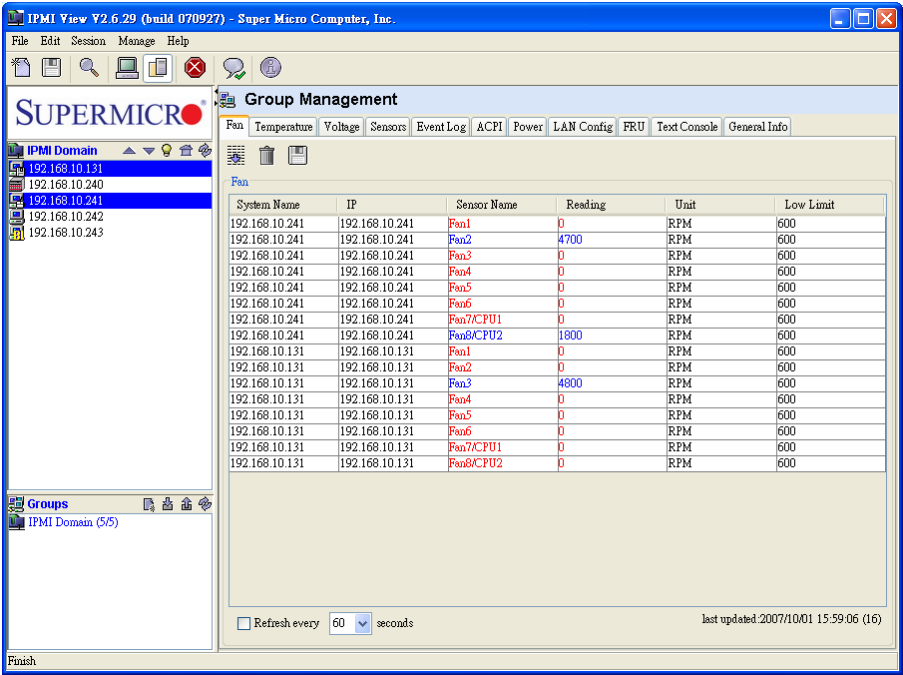 IPMI View V2.6.29 (build 070927) - Super Micro Computer, Inc.
File Edit Session Manage Help
SUPERMICRO
Group Management
Fan Temperature Voltage Sensors Event Log ACPI Power LAN Config FRU Text Console General Info
IPMI Domain
192.168.10.131
192.168.10.240
192.168.10.241
192.168.10.242
192.168.10.243
Fan
System Name IP Sensor Name Reading Unit Low Limit
192.168.10.241 192.168.10.241 Fan1 0 RPM 600
192.168.10.241 192.168.10.241 Fan2 4700 RPM 600
192.168.10.241 192.168.10.241 Fan3 0 RPM 600
192.168.10.241 192.168.10.241 Fan4 0 RPM 600
192.168.10.241 192.168.10.241 Fan5 0 RPM 600
192.168.10.241 192.168.10.241 Fan6 0 RPM 600
192.168.10.241 192.168.10.241 Fan7/CPU1 0 RPM 600
192.168.10.241 192.168.10.241 Fan8/CPU2 1800 RPM 600
192.168.10.131 192.168.10.131 Fan1 0 RPM 600
192.168.10.131 192.168.10.131 Fan2 0 RPM 600
192.168.10.131 192.168.10.131 Fan3 4800 RPM 600
192.168.10.131 192.168.10.131 Fan4 0 RPM 600
192.168.10.131 192.168.10.131 Fan5 0 RPM 600
192.168.10.131 192.168.10.131 Fan6 0 RPM 600
192.168.10.131 192.168.10.131 Fan7/CPU1 0 RPM 600
192.168.10.131 192.168.10.131 Fan8/CPU2 0 RPM 600
Groups
IPMI Domain (5/5)
Refresh every 60 seconds
last updated:2007/10/01 15:59:06 (16)
Finish